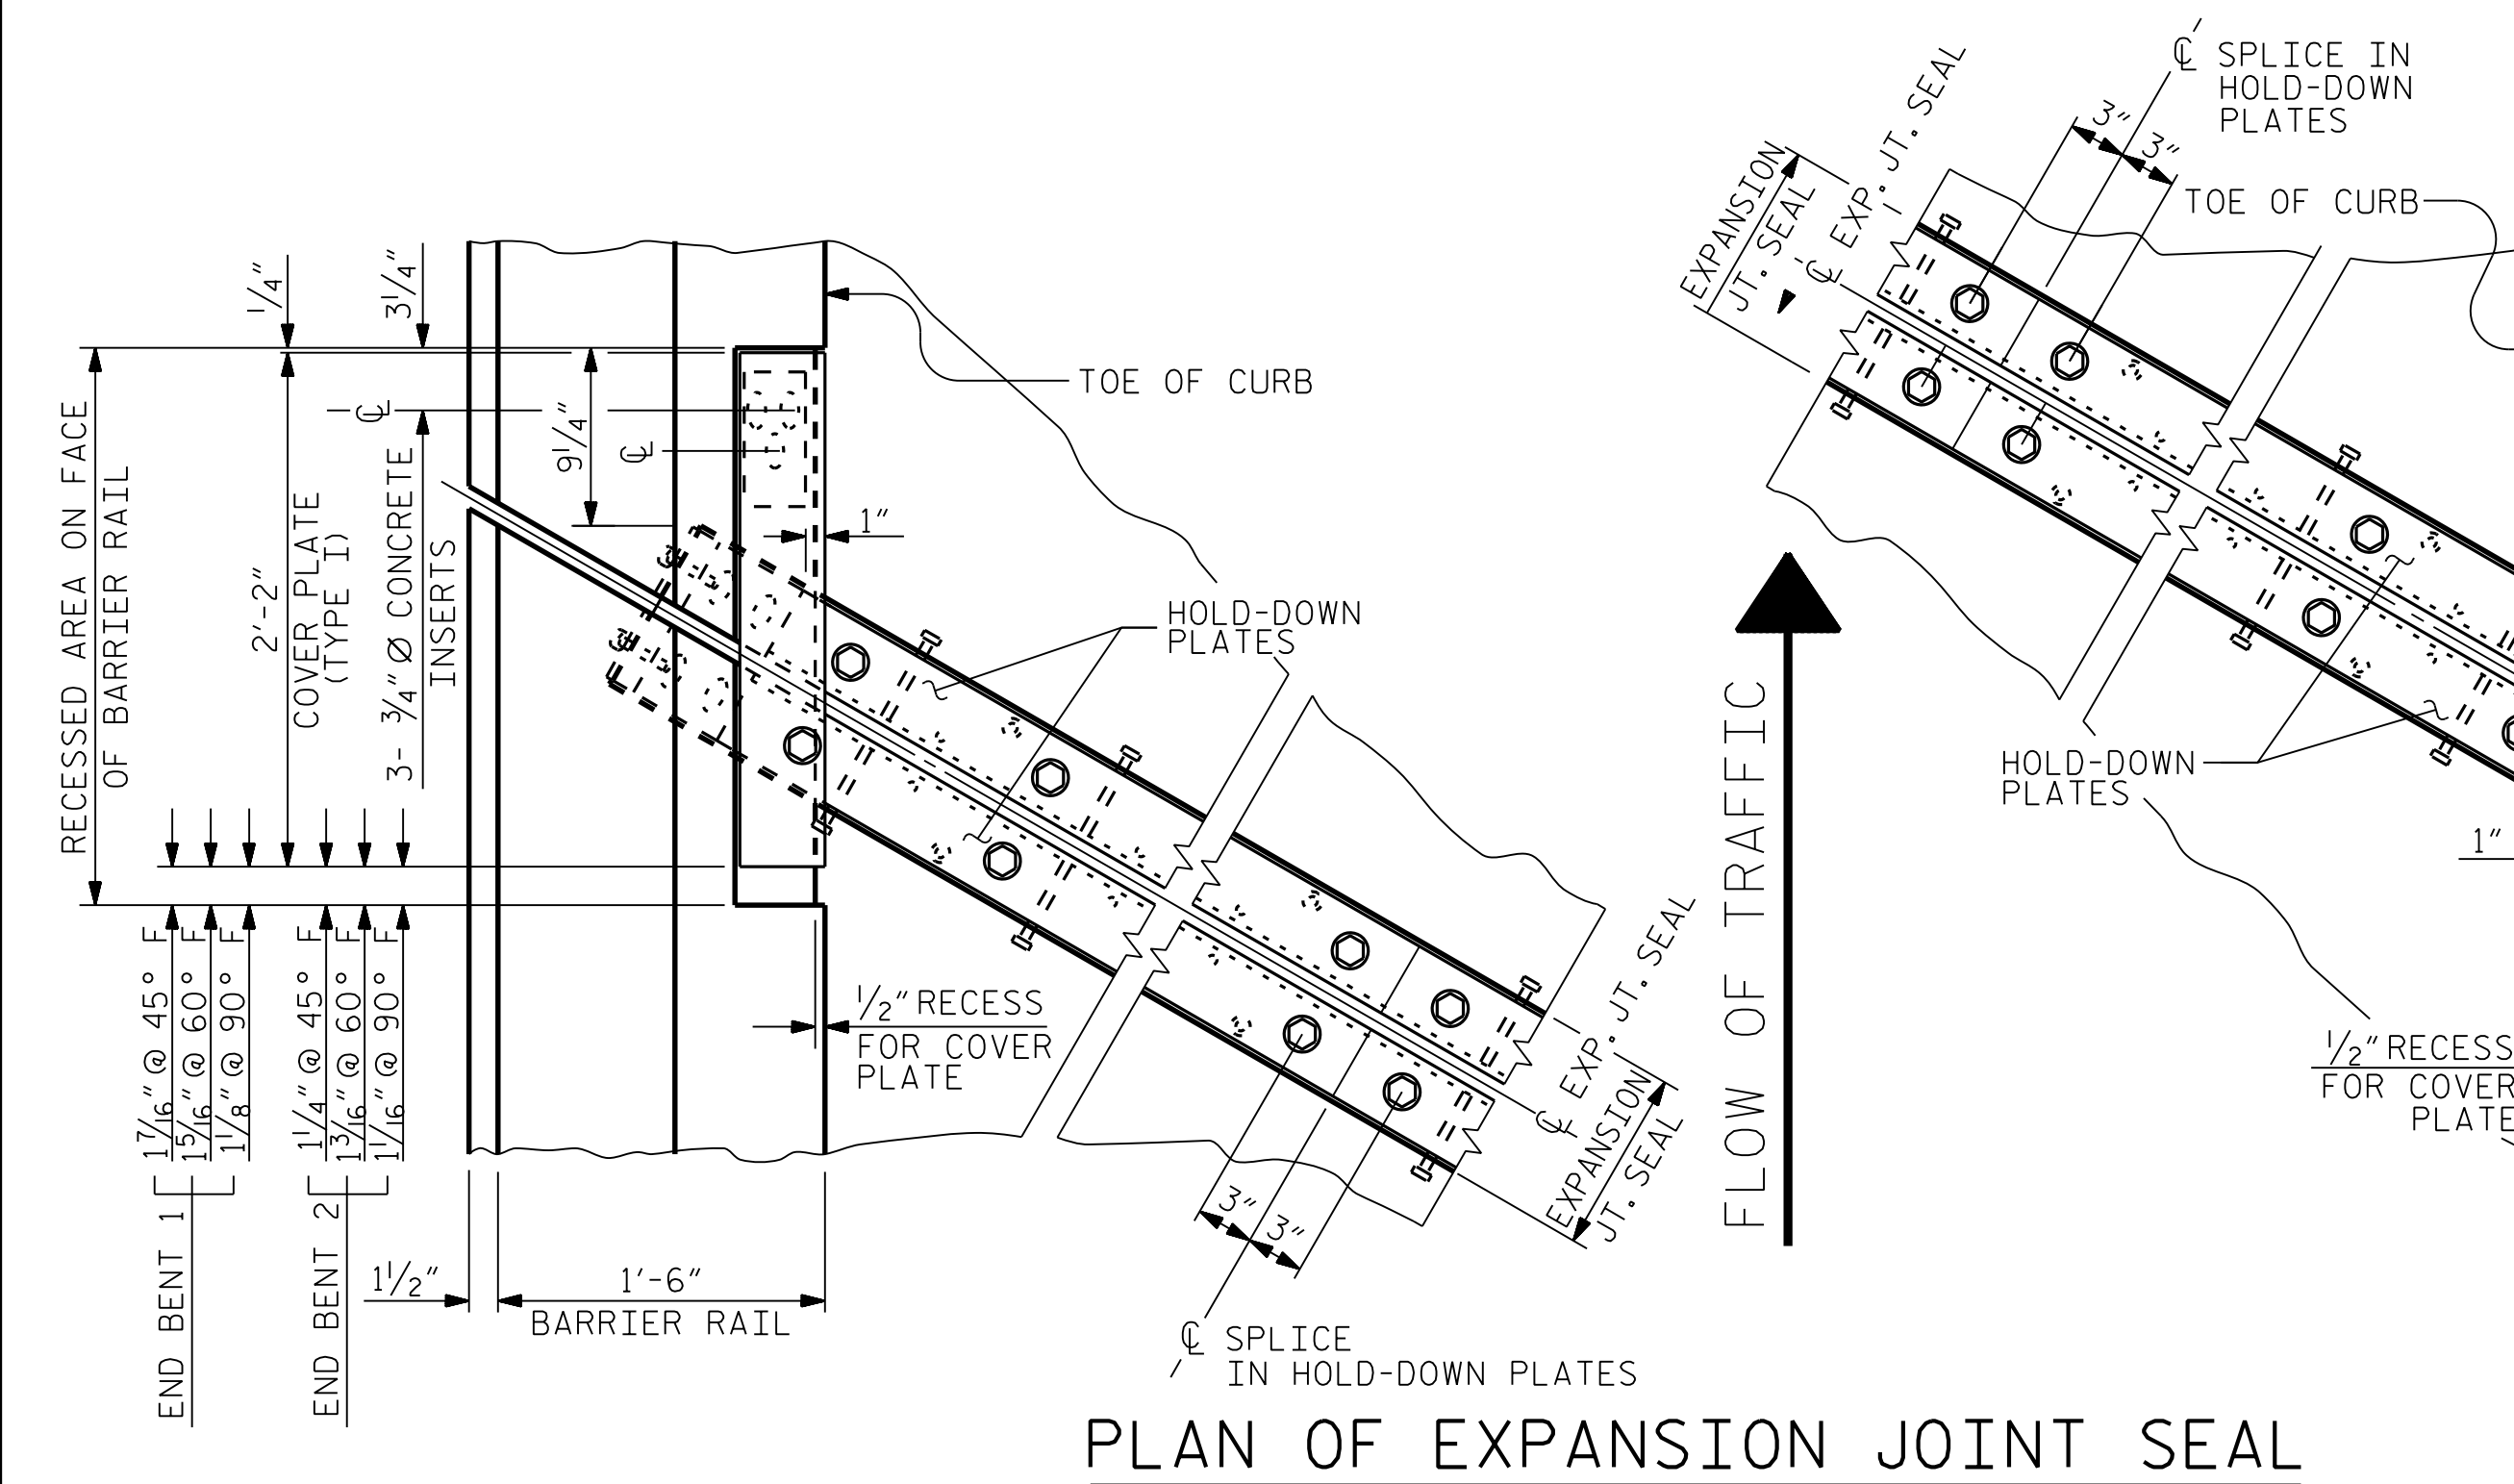 1/4"
3 1/4"
RECESSED AREA ON FACE
OF BARRIER RAIL
2'-2"
COVER PLATE
(TYPE II)
3- 3/4" Ø CONCRETE
INSERTS
℄
9 1/4"
℄
1"
TOE OF CURB
HOLD-DOWN
PLATES
1 7/16" @ 45° F
1 5/16" @ 60° F
1 1/8" @ 90° F
END BENT 1
1 1/4" @ 45° F
1 3/16" @ 60° F
1 1/16" @ 90° F
END BENT 2
1 1/2"
1'-6"
BARRIER RAIL
1/2" RECESS
FOR COVER
PLATE
℄ EXP. JT. SEAL
EXPANSION
JT. SEAL
3"
3"
℄ SPLICE
IN HOLD-DOWN PLATES
FLOW OF TRAFFIC
℄ SPLICE IN
HOLD-DOWN
PLATES
3"
3"
TOE OF CURB
EXPANSION
JT. SEAL
℄ EXP. JT. SEAL
HOLD-DOWN
PLATES
1"
1/2" RECESS
FOR COVER
PLATE
PLAN OF EXPANSION JOINT SEAL